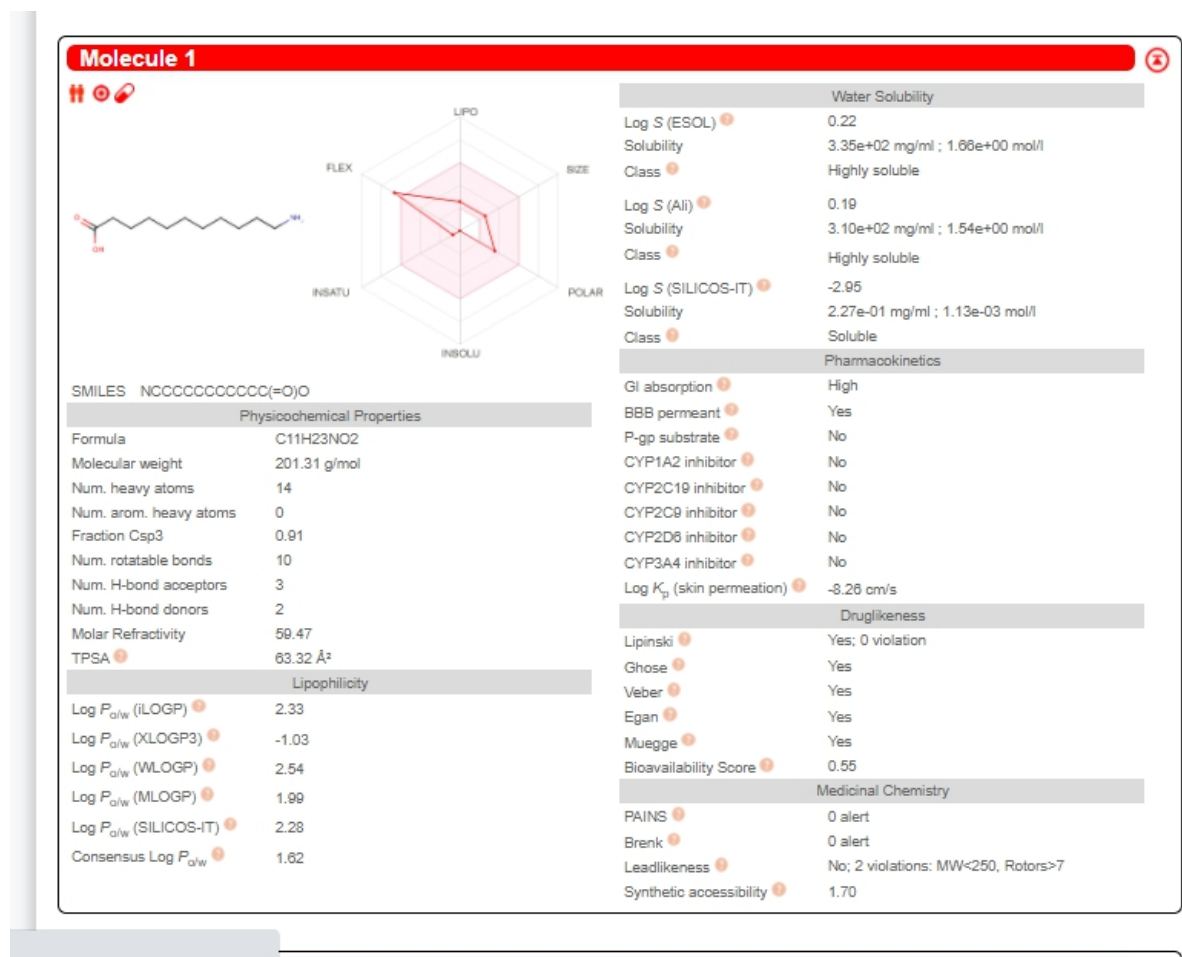 Molecule 1
LIPO
FLEX
SIZE
O
OH
NH
INSATU
POLAR
INSOLU
SMILES NCCCCCCCCCCC(=O)O
Physicochemical Properties
Formula C11H23NO2
Molecular weight 201.31 g/mol
Num. heavy atoms 14
Num. arom. heavy atoms 0
Fraction Csp3 0.91
Num. rotatable bonds 10
Num. H-bond acceptors 3
Num. H-bond donors 2
Molar Refractivity 59.47
TPSA ? 63.32 Å²
Lipophilicity
Log Po/w (iLOGP) ? 2.33
Log Po/w (XLOGP3) ? -1.03
Log Po/w (WLOGP) ? 2.54
Log Po/w (MLOGP) ? 1.99
Log Po/w (SILICOS-IT) ? 2.28
Consensus Log Po/w ? 1.62
Water Solubility
Log S (ESOL) ? 0.22
Solubility 3.35e+02 mg/ml ; 1.66e+00 mol/l
Class ? Highly soluble
Log S (Ali) ? 0.19
Solubility 3.10e+02 mg/ml ; 1.54e+00 mol/l
Class ? Highly soluble
Log S (SILICOS-IT) ? -2.95
Solubility 2.27e-01 mg/ml ; 1.13e-03 mol/l
Class ? Soluble
Pharmacokinetics
GI absorption ? High
BBB permeant ? Yes
P-gp substrate ? No
CYP1A2 inhibitor ? No
CYP2C19 inhibitor ? No
CYP2C9 inhibitor ? No
CYP2D6 inhibitor ? No
CYP3A4 inhibitor ? No
Log Kp (skin permeation) ? -8.26 cm/s
Druglikeness
Lipinski ? Yes; 0 violation
Ghose ? Yes
Veber ? Yes
Egan ? Yes
Muegge ? Yes
Bioavailability Score ? 0.55
Medicinal Chemistry
PAINS ? 0 alert
Brenk ? 0 alert
Leadlikeness ? No; 2 violations: MW<250, Rotors>7
Synthetic accessibility ? 1.70